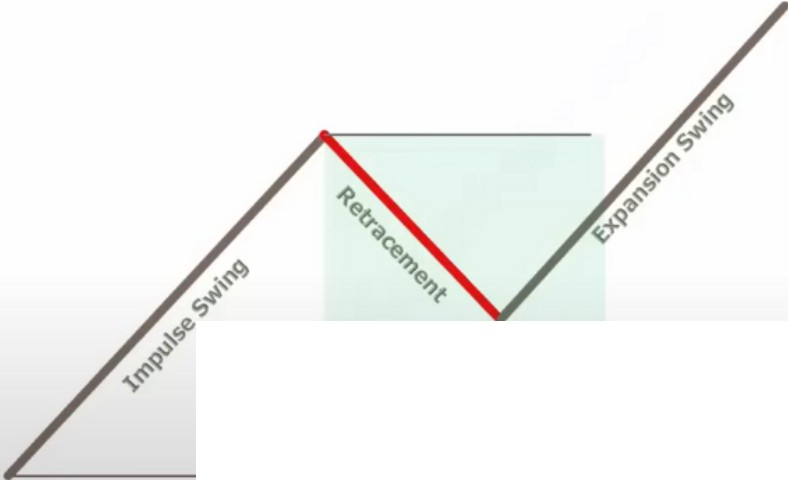 Impulse Swing
Retracement
Expansion Swing